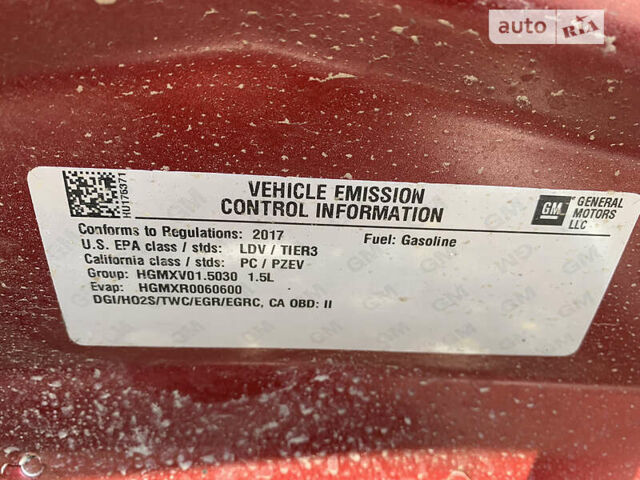 auto RIA
HU175371
VEHICLE EMISSION
CONTROL INFORMATION
GM GENERAL
MOTORS
LLC
Conforms to Regulations: 2017 Fuel: Gasoline
U.S. EPA class / stds: LDV / TIER3
California class / stds: PC / PZEV
Group: HGMXV01.5030 1.5L
Evap: HGMXR0060600
DGI/HO2S/TWC/EGR/EGRC, CA OBD: II